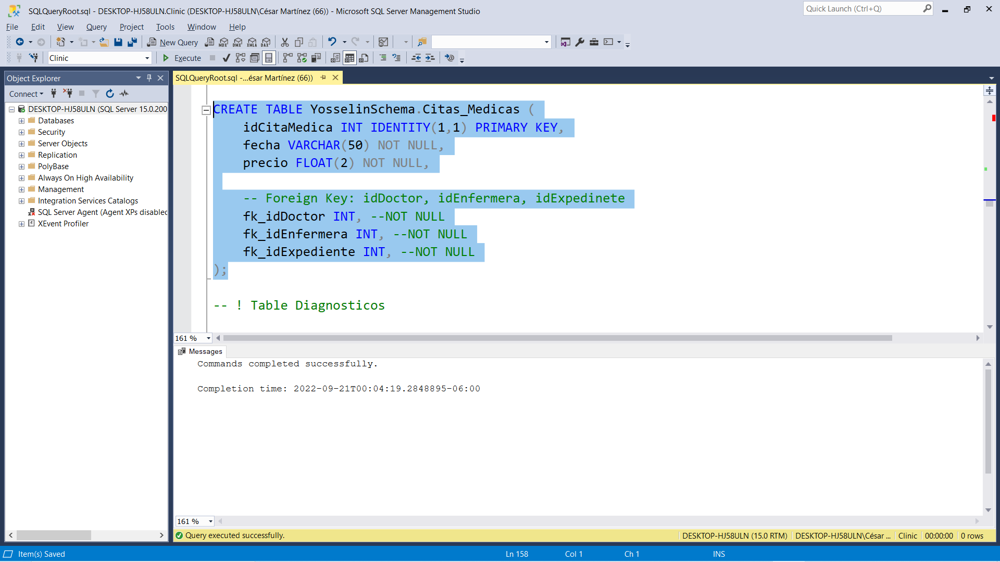 SQLQueryRoot.sql - DESKTOP-HJ58ULN.Clinic (DESKTOP-HJ58ULN\César Martínez (66)) - Microsoft SQL Server Management Studio
Quick Launch (Ctrl+Q)
File Edit View Query Project Tools Window Help
New Query MDX DMX XMLA DAX
Clinic Execute
Object Explorer
SQLQueryRoot.sql -...ésar Martínez (66))
Connect
DESKTOP-HJ58ULN (SQL Server 15.0.200
Databases
Security
Server Objects
Replication
PolyBase
Always On High Availability
Management
Integration Services Catalogs
SQL Server Agent (Agent XPs disabled
XEvent Profiler
CREATE TABLE YosselinSchema.Citas_Medicas (
idCitaMedica INT IDENTITY(1,1) PRIMARY KEY,
fecha VARCHAR(50) NOT NULL,
precio FLOAT(2) NOT NULL,
-- Foreign Key: idDoctor, idEnfermera, idExpedinete
fk_idDoctor INT, --NOT NULL
fk_idEnfermera INT, --NOT NULL
fk_idExpediente INT, --NOT NULL
);
-- ! Table Diagnosticos
161 %
Messages
Commands completed successfully.
Completion time: 2022-09-21T00:04:19.2848895-06:00
161 %
Query executed successfully.
DESKTOP-HJ58ULN (15.0 RTM) DESKTOP-HJ58ULN\César ... Clinic 00:00:00 0 rows
Item(s) Saved Ln 158 Col 1 Ch 1 INS